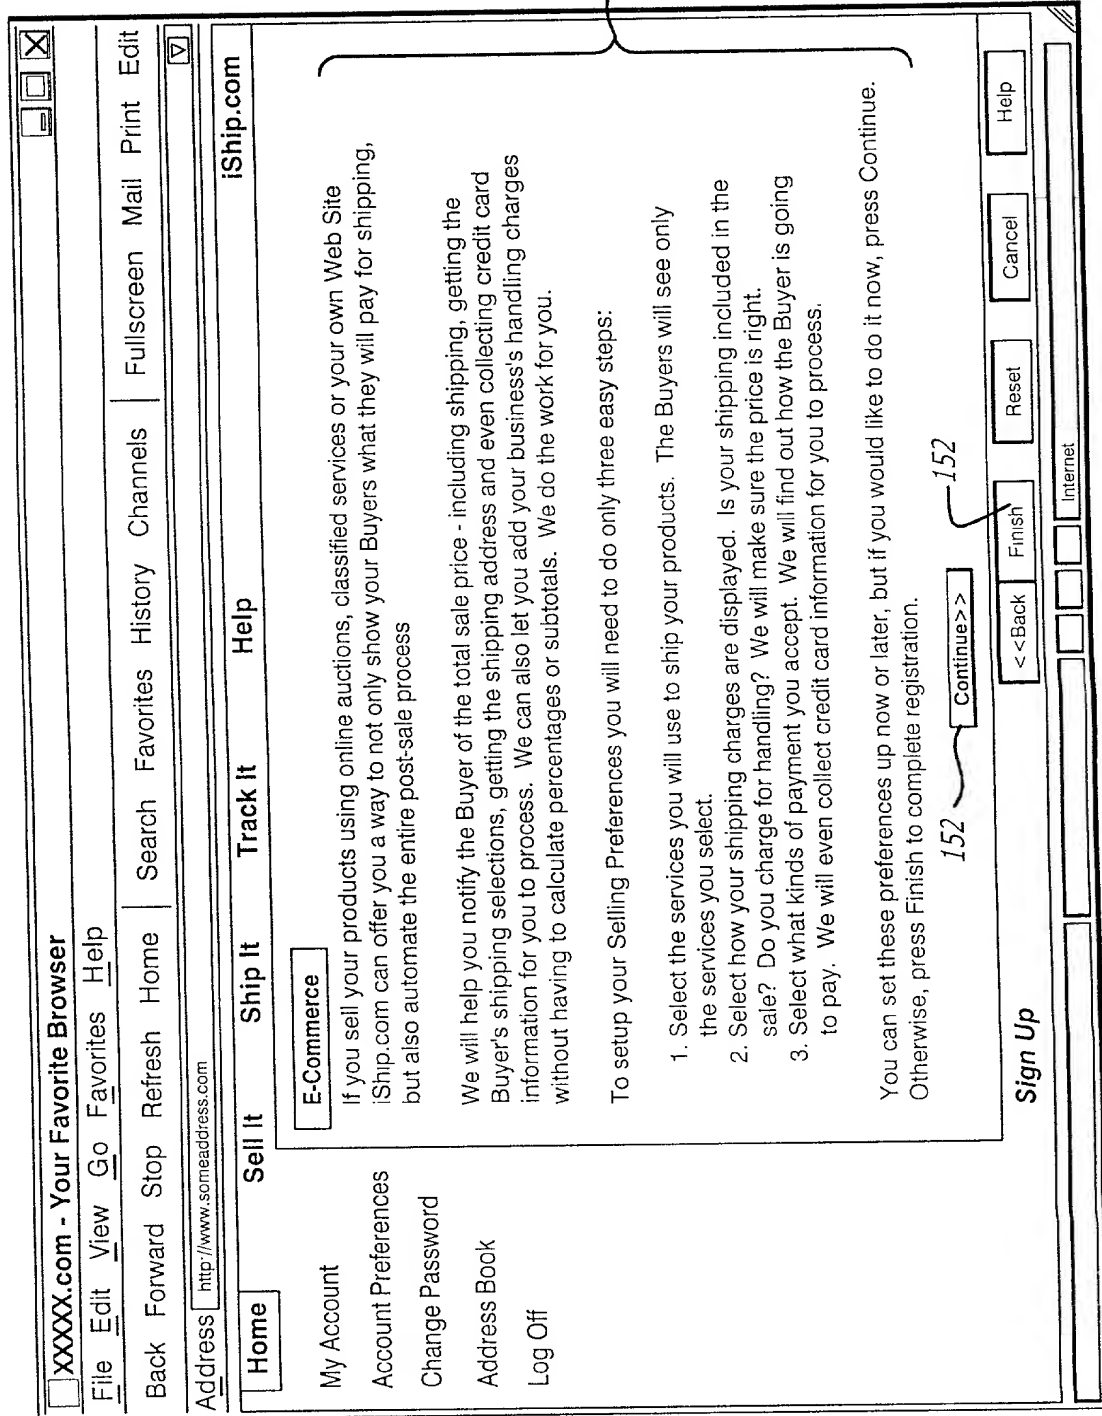 XXXXX.com - Your Favorite Browser
File Edit View Go Favorites Help
Back Forward Stop Refresh Home Search Favorites History Channels Fullscreen Mail Print Edit
Address http://www.someaddress.com
Home Sell It Ship It Track It Help iShip.com
My Account
Account Preferences
Change Password
Address Book
Log Off
E-Commerce
If you sell your products using online auctions, classified services or your own Web Site
iShip.com can offer you a way to not only show your Buyers what they will pay for shipping,
but also automate the entire post-sale process
We will help you notify the Buyer of the total sale price - including shipping, getting the
Buyer's shipping selections, getting the shipping address and even collecting credit card
information for you to process. We can also let you add your business's handling charges
without having to calculate percentages or subtotals. We do the work for you.
To setup your Selling Preferences you will need to do only three easy steps:
1. Select the services you will use to ship your products. The Buyers will see only
the services you select.
2. Select how your shipping charges are displayed. Is your shipping included in the
sale? Do you charge for handling? We will make sure the price is right.
3. Select what kinds of payment you accept. We will find out how the Buyer is going
to pay. We will even collect credit card information for you to process.
You can set these preferences up now or later, but if you would like to do it now, press Continue.
Otherwise, press Finish to complete registration.
152 Continue>> 152
Sign Up <<Back Finish Reset Cancel Help
Internet